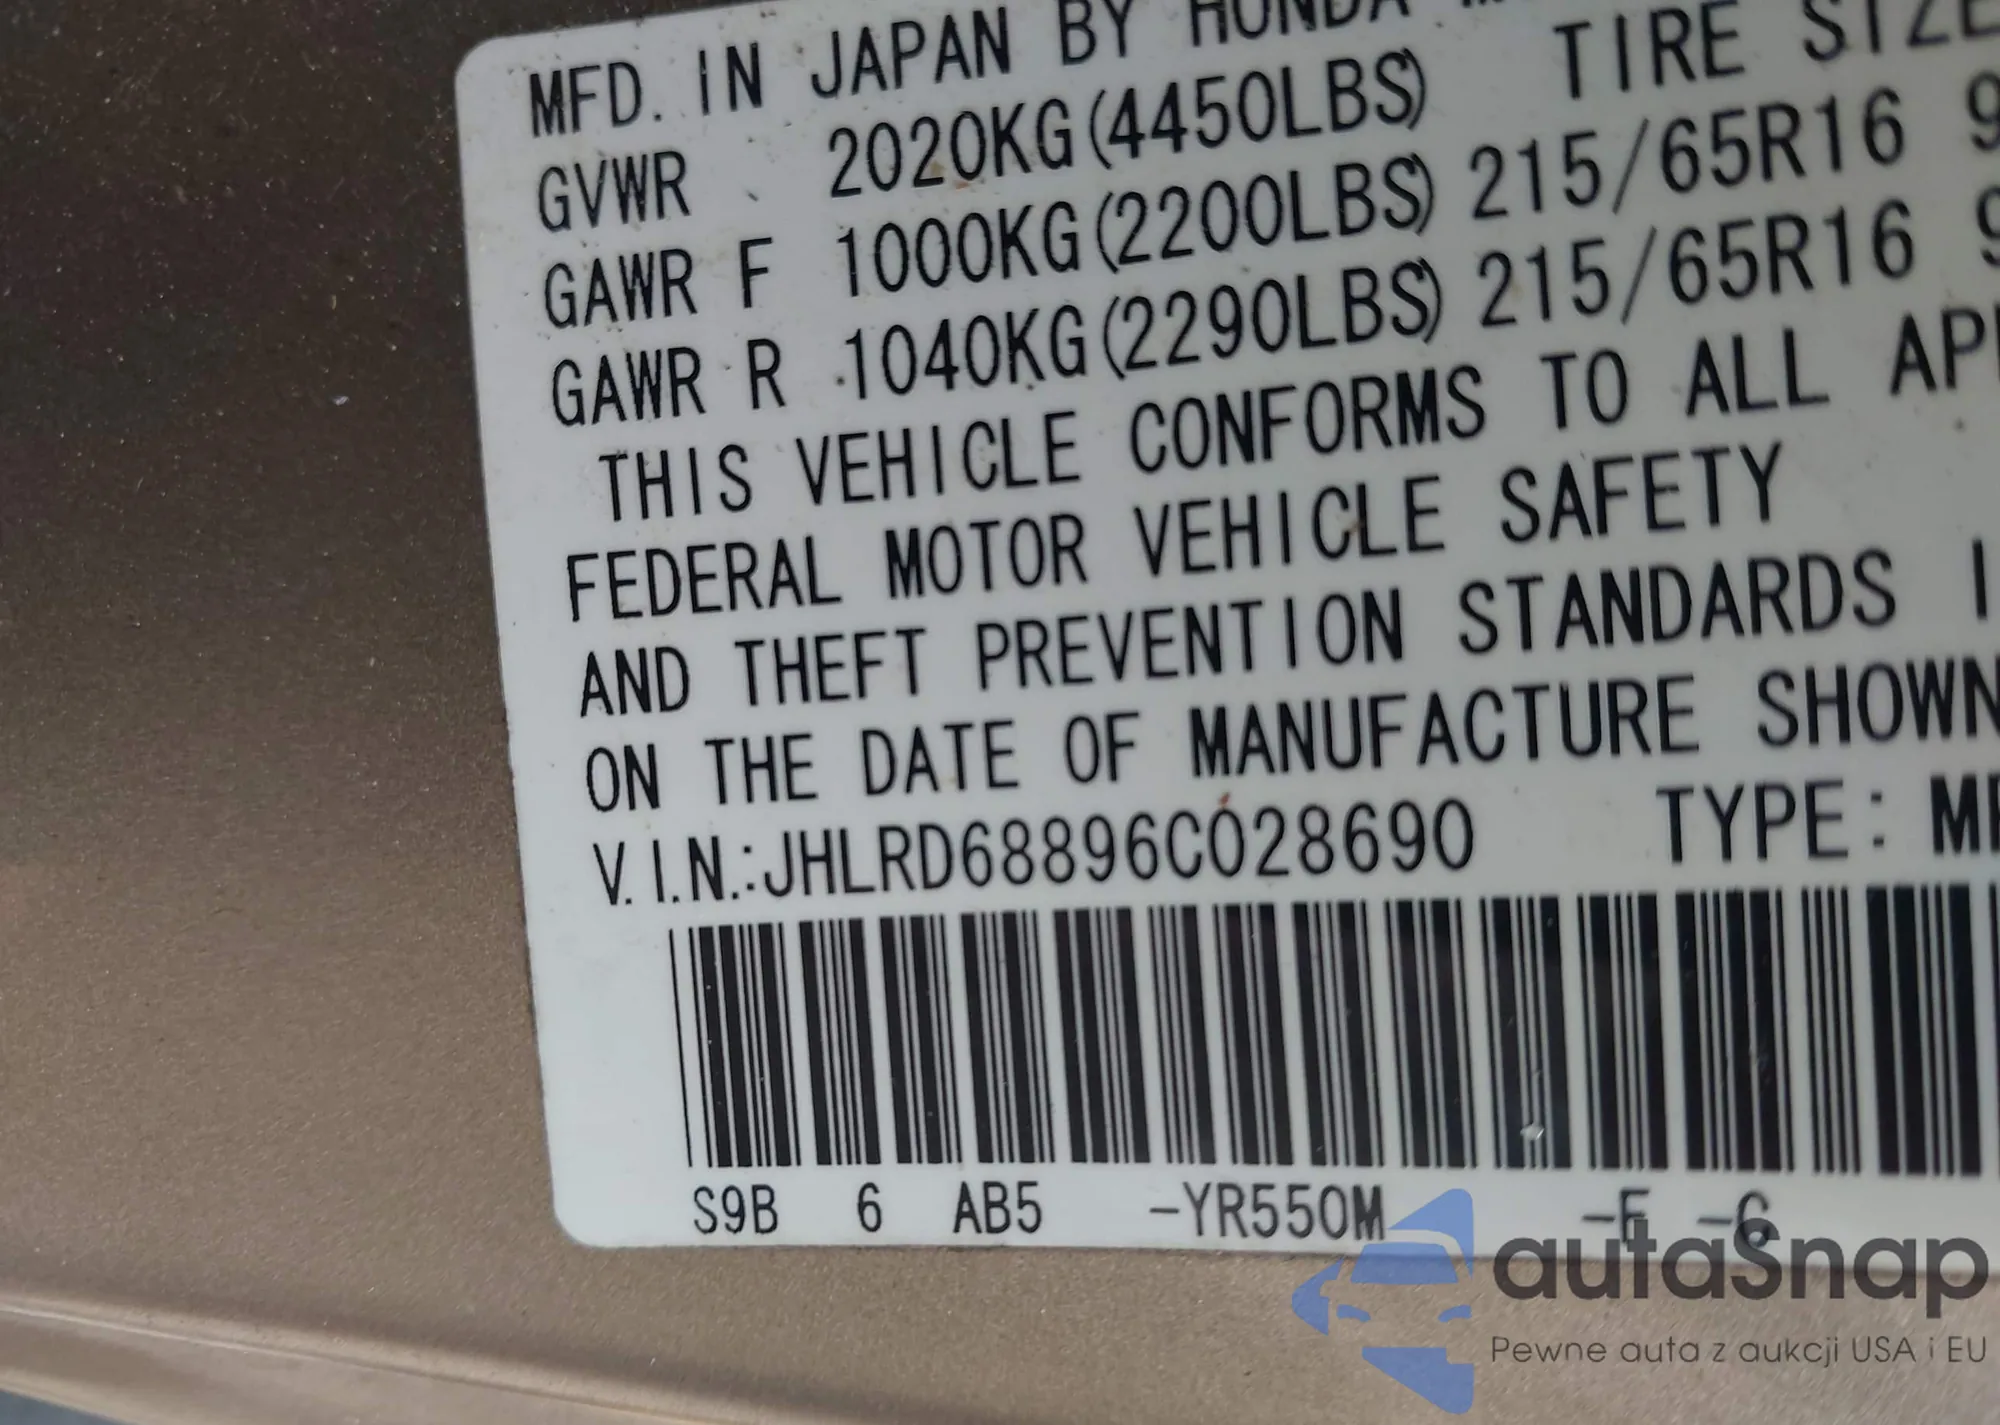 MFD. IN JAPAN BY HONDA
TIRE SIZE
GVWR 2020KG(4450LBS)
GAWR F 1000KG(2200LBS) 215/65R16 9
GAWR R 1040KG(2290LBS) 215/65R16 9
THIS VEHICLE CONFORMS TO ALL
FEDERAL MOTOR VEHICLE SAFETY
AND THEFT PREVENTION STANDARDS I
ON THE DATE OF MANUFACTURE SHOWN
V.I.N.:JHLRD68896C028690 TYPE:
S9B 6 AB5 -YR550M -F -C
autaSnap
Pewne auta z aukcji USA i EU